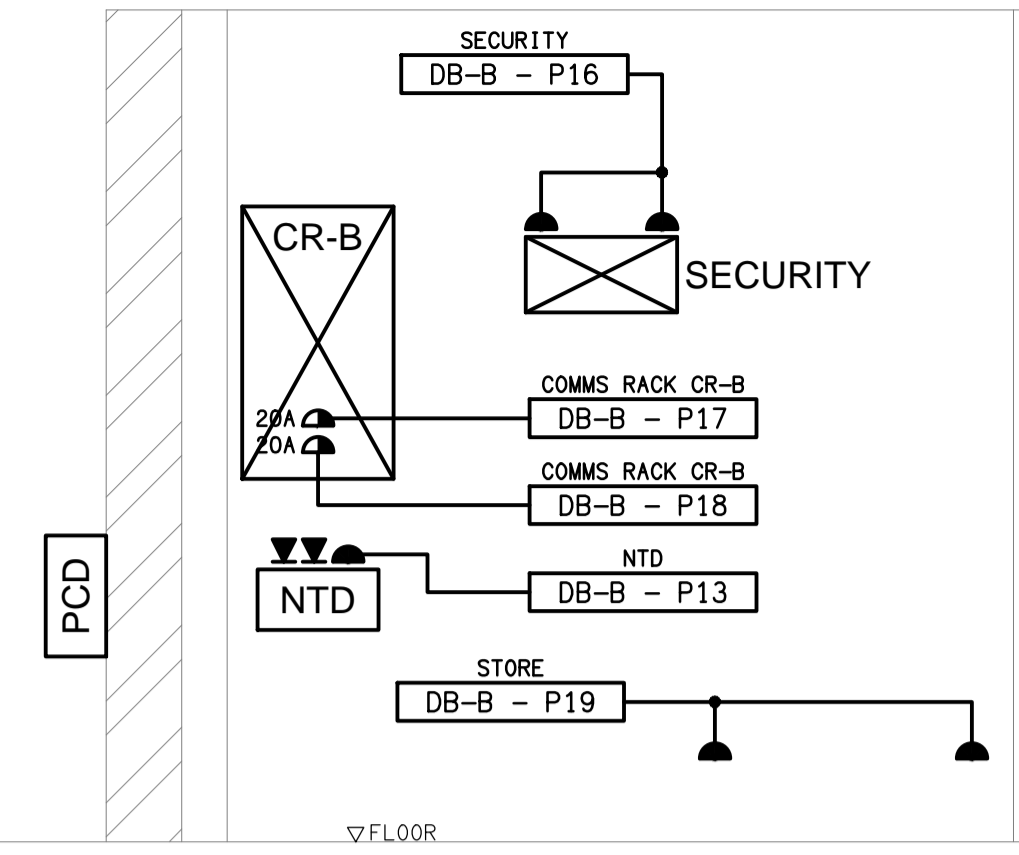 SECURITY
DB-B - P16
CR-B
SECURITY
20A
20A
COMMS RACK CR-B
DB-B - P17
COMMS RACK CR-B
DB-B - P18
NTD
DB-B - P13
NTD
PCD
STORE
DB-B - P19
FLOOR